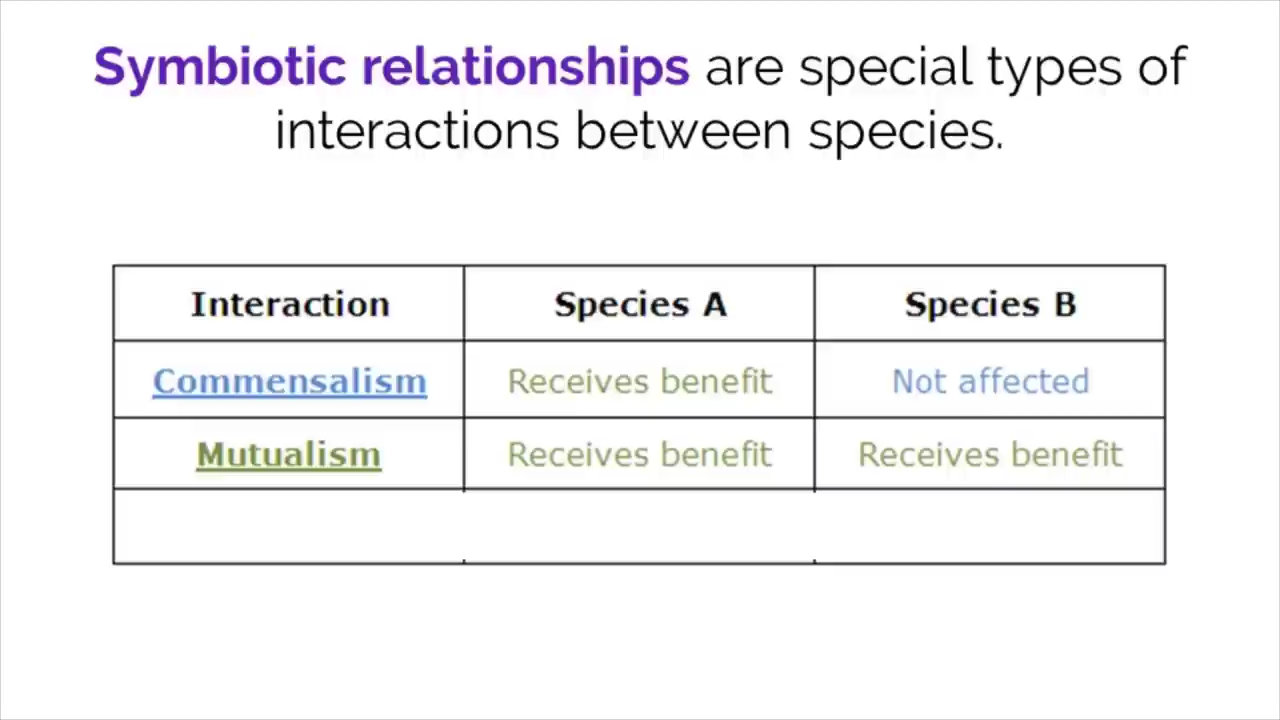 Symbiotic relationships are special types of
interactions between species.
Interaction Species A Species B
Commensalism Receives benefit Not affected
Mutualism Receives benefit Receives benefit